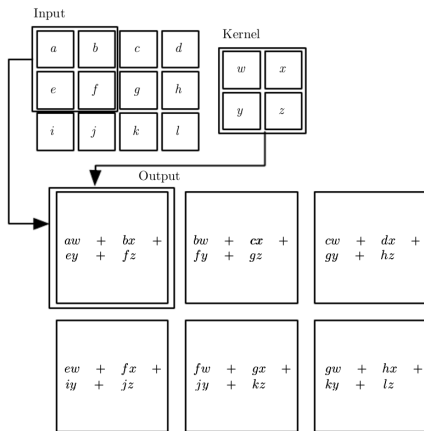 Input
a b c d
Kernel
w x
e f g h
y z
i j k l
Output
aw + bx + bw + cx + cw + dx +
ey + fz fy + gz gy + hz
ew + fx + fw + gx + gw + hx +
iy + jz jy + kz ky + lz